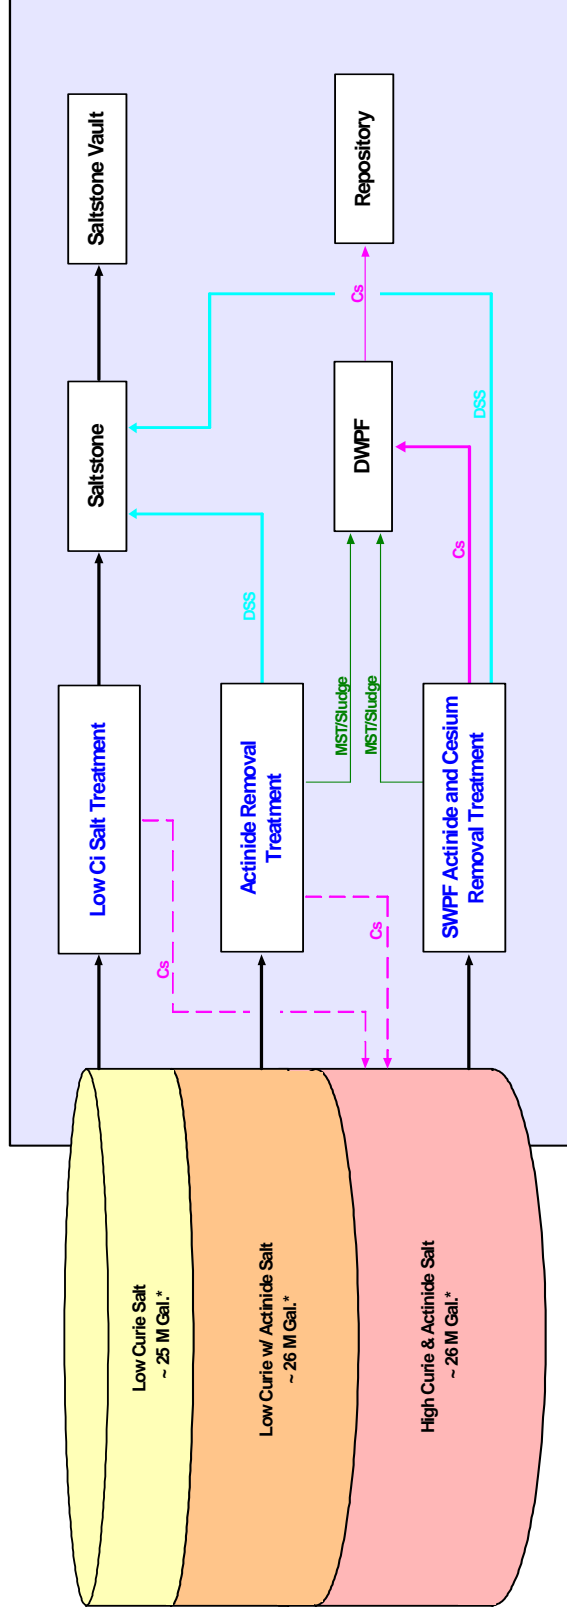 Low Curie Salt
~ 25 M Gal.*
Low Curie w/ Actinide Salt
~ 26 M Gal.*
High Curie & Actinide Salt
~ 26 M Gal.*
Low Ci Salt Treatment
Cs
Actinide Removal
Treatment
Cs
SWPF Actinide and Cesium
Removal Treatment
DSS
MST/Sludge
MST/Sludge
Cs
DSS
Saltstone
Saltstone Vault
DWPF
Cs
Repository